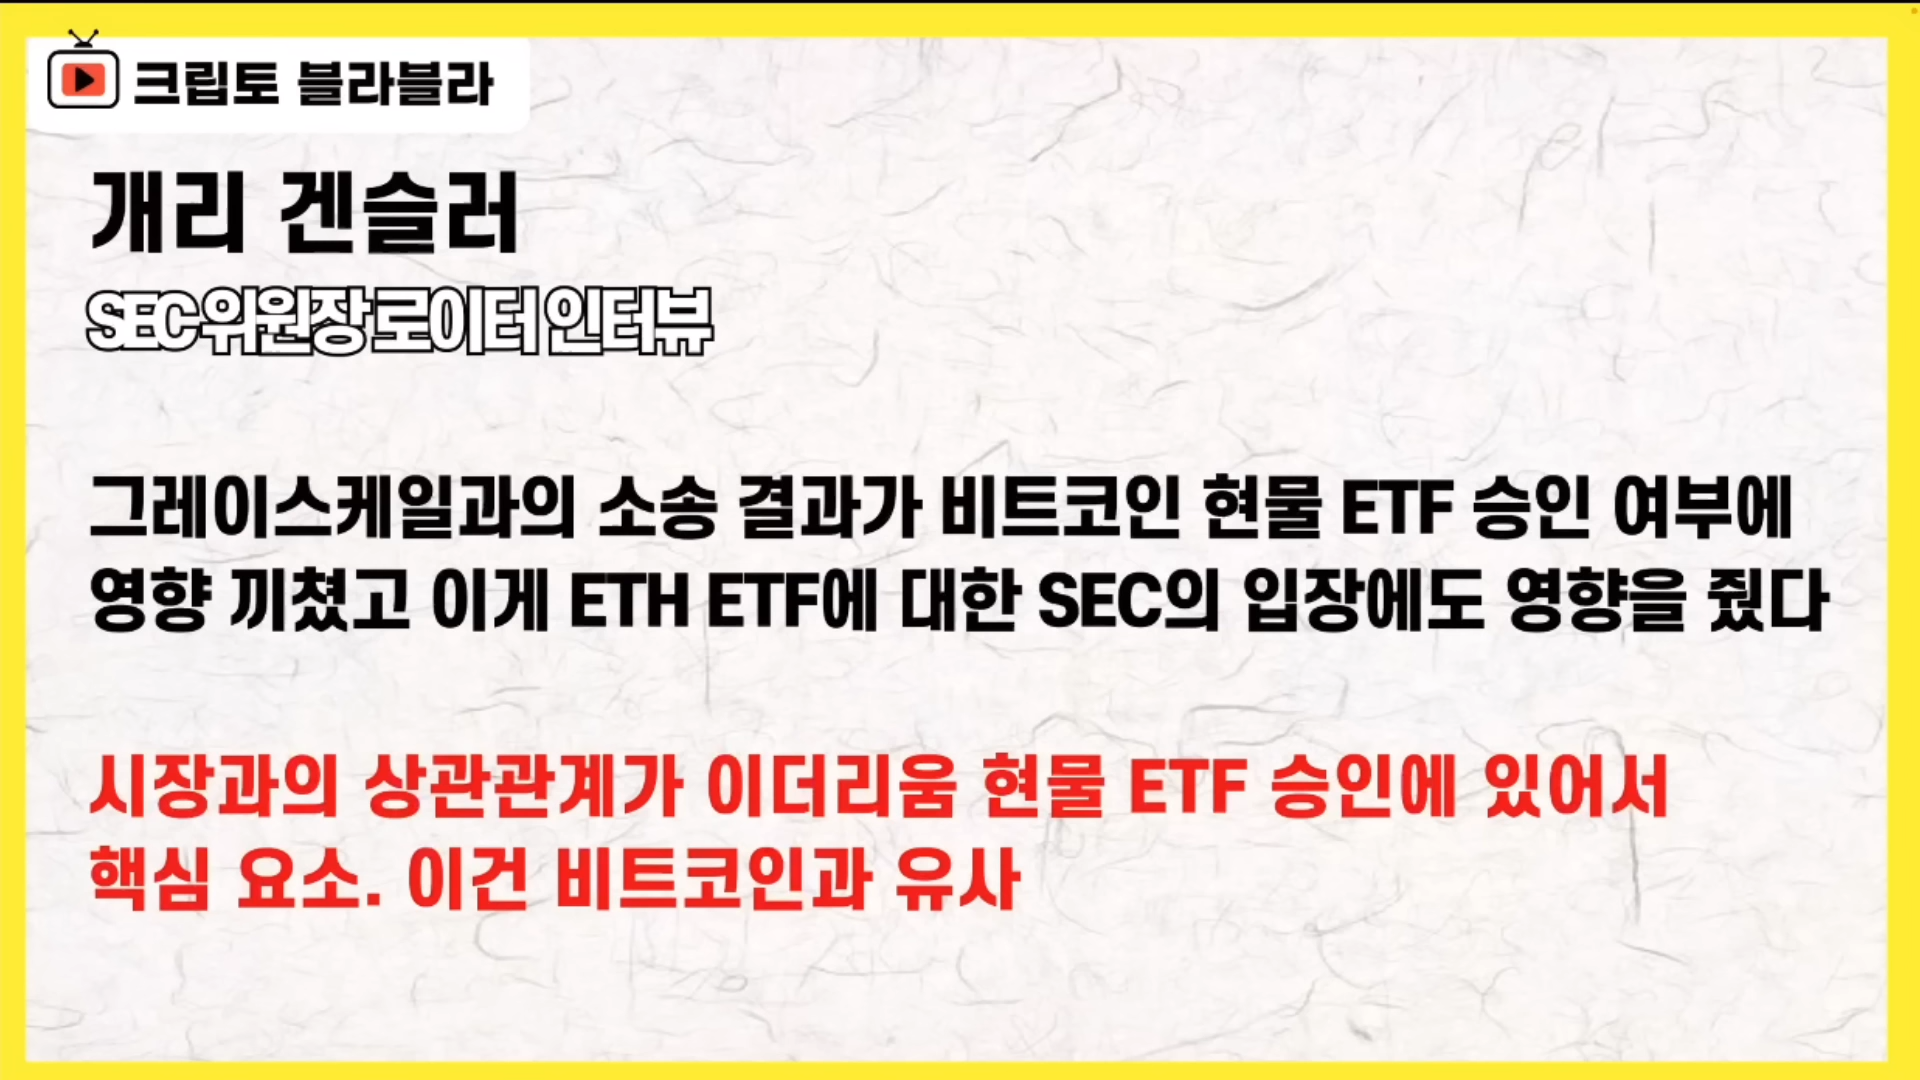 크립토 블라블라
개리 겐슬러
SEC 위원장 로이터 인터뷰
그레이스케일과의 소송 결과가 비트코인 현물 ETF 승인 여부에
영향 끼쳤고 이게 ETH ETF에 대한 SEC의 입장에도 영향을 줬다
시장과의 상관관계가 이더리움 현물 ETF 승인에 있어서
핵심 요소. 이건 비트코인과 유사